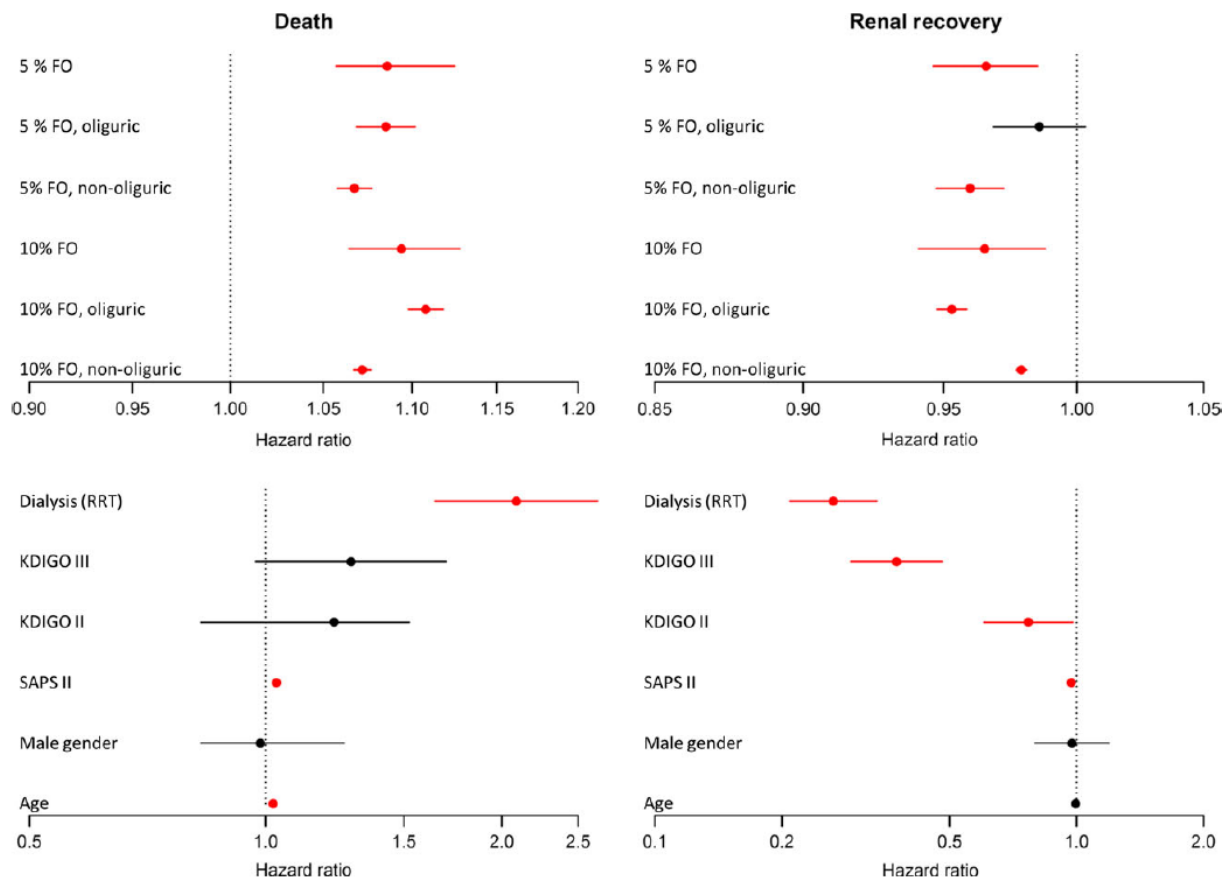 Death
5 % FO
5 % FO, oliguric
5% FO, non-oliguric
10% FO
10% FO, oliguric
10% FO, non-oliguric
0.90 0.95 1.00 1.05 1.10 1.15 1.20
Hazard ratio
Renal recovery
5 % FO
5 % FO, oliguric
5% FO, non-oliguric
10% FO
10% FO, oliguric
10% FO, non-oliguric
0.85 0.90 0.95 1.00 1.05
Hazard ratio
Dialysis (RRT)
KDIGO III
KDIGO II
SAPS II
Male gender
Age
0.5 1.0 1.5 2.0 2.5
Hazard ratio
Dialysis (RRT)
KDIGO III
KDIGO II
SAPS II
Male gender
Age
0.1 0.2 0.5 1.0 2.0
Hazard ratio